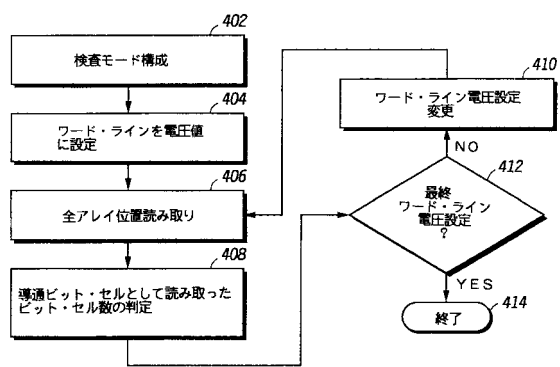 402
検査モード構成
404
ワード・ラインを電圧値
に設定
406
全アレイ位置読み取り
408
導通ビット・セルとして読み取った
ビット・セル数の判定
410
ワード・ライン電圧設定
変更
NO
412
最終
ワード・ライン
電圧設定
?
YES
414
終了